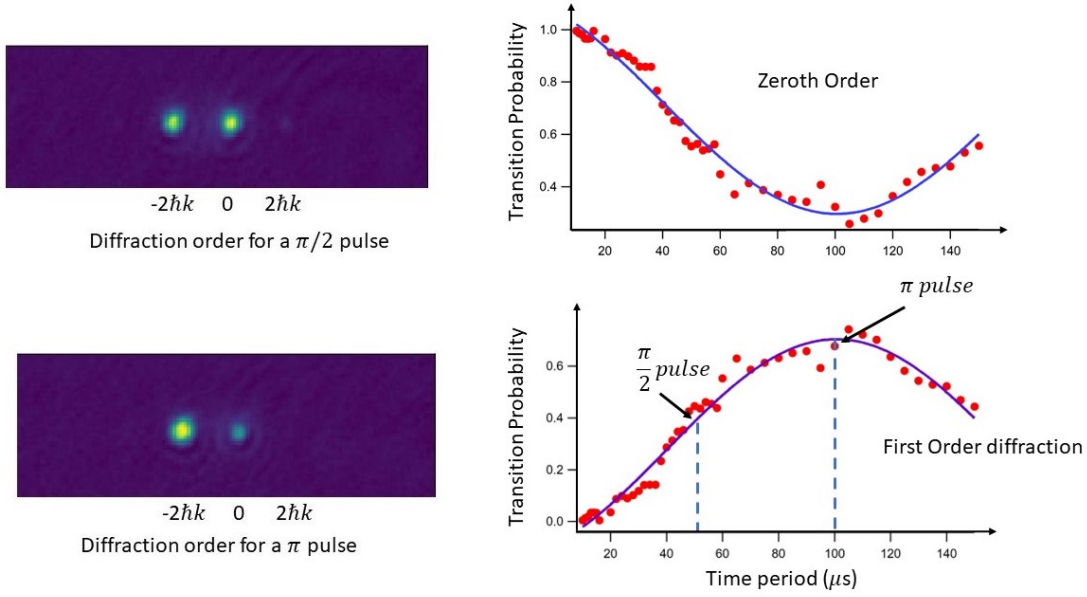 -2ħk 0 2ħk
Diffraction order for a π/2 pulse
-2ħk 0 2ħk
Diffraction order for a π pulse
Transition Probability
1.0
0.8
0.6
0.4
Zeroth Order
20 40 60 80 100 120 140
Transition Probability
0.6
0.4
0.2
0.0
π pulse
π/2 pulse
First Order diffraction
20 40 60 80 100 120 140
Time period (μs)